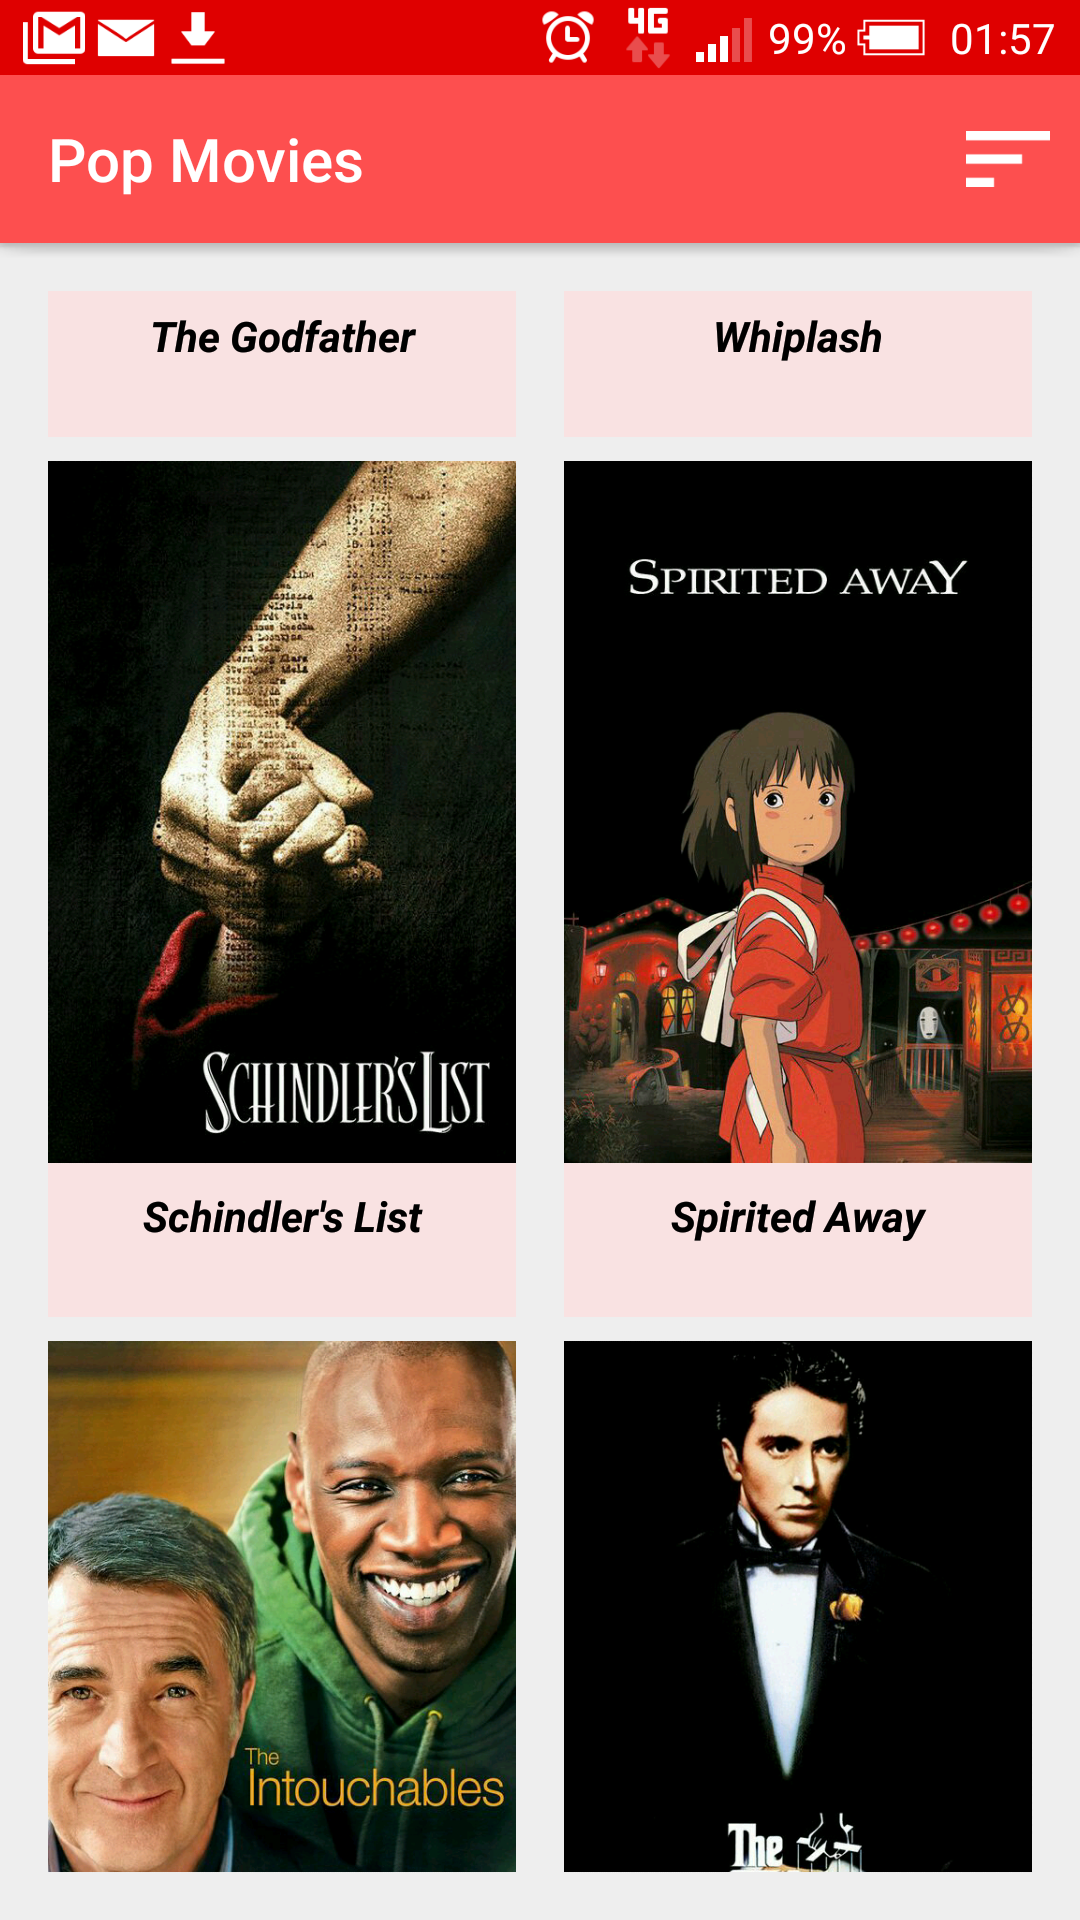 4G 99% 01:57
Pop Movies
The Godfather
Whiplash
SPIRITED AWAY
SCHINDLER'S LIST
Schindler's List
Spirited Away
The
Intouchables
The